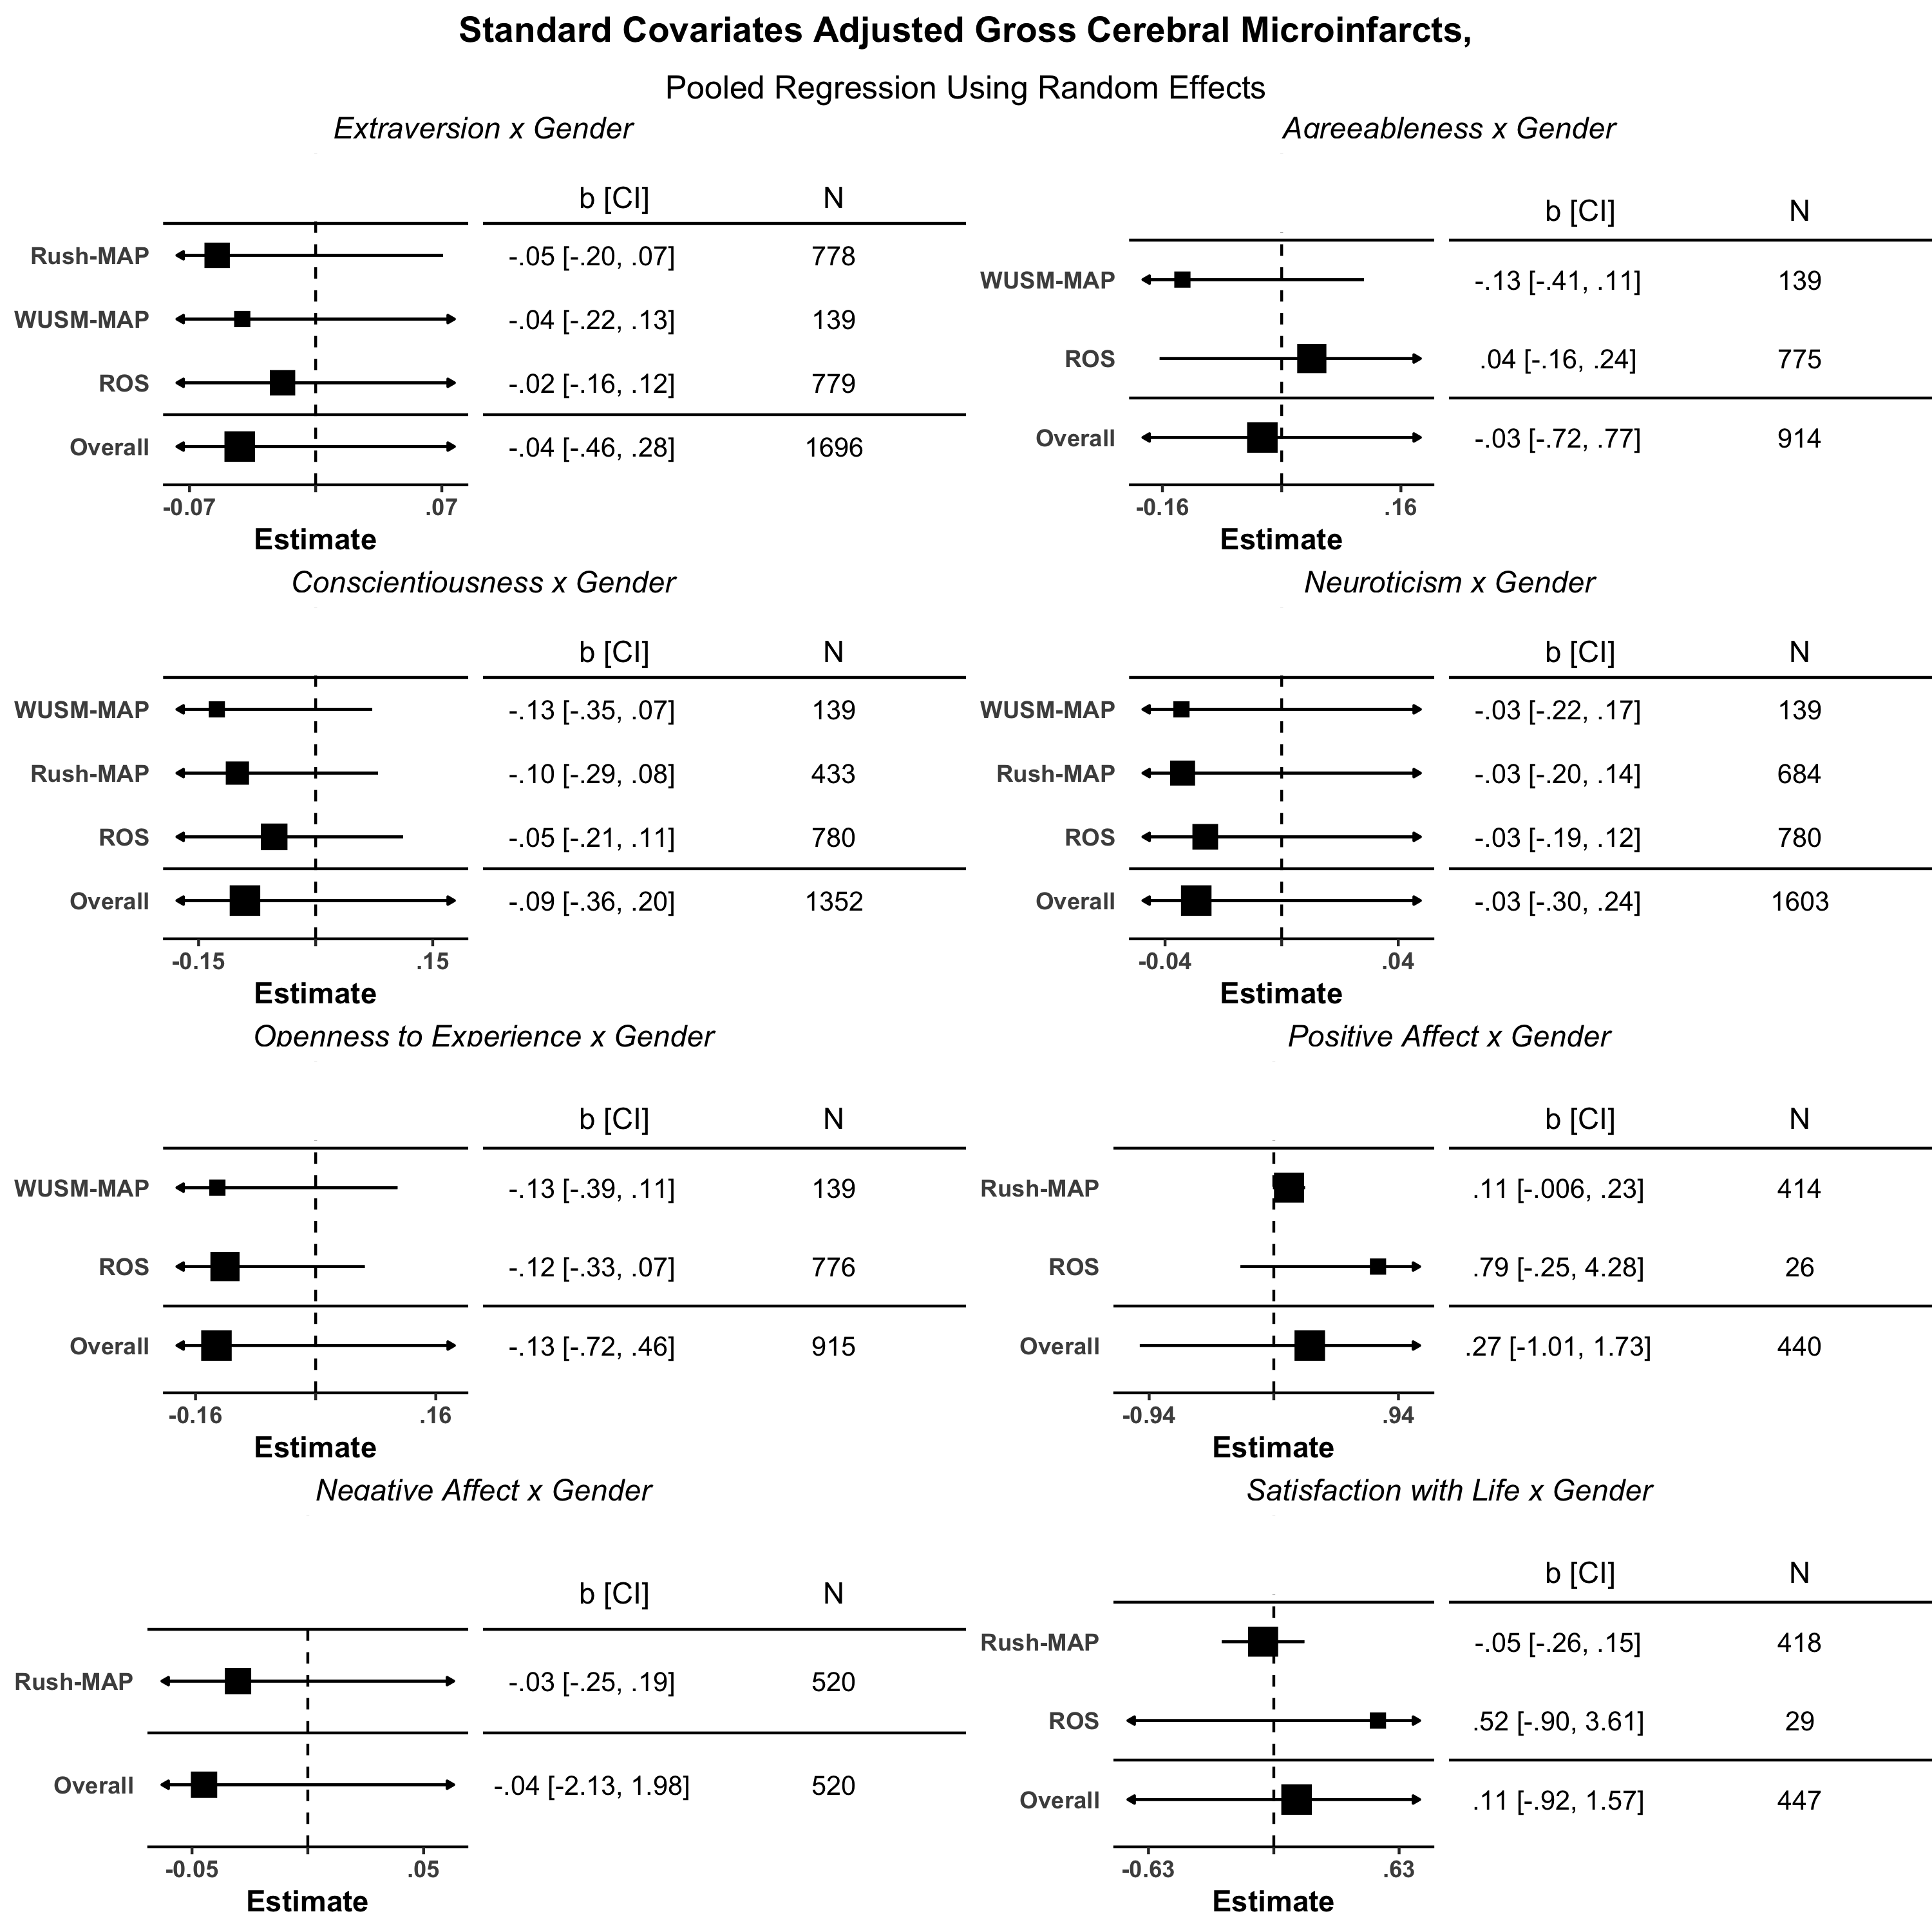 Standard Covariates Adjusted Gross Cerebral Microinfarcts,
Pooled Regression Using Random Effects
Extraversion x Gender
b [CI] N
Rush-MAP -.05 [-.20, .07] 778
WUSM-MAP -.04 [-.22, .13] 139
ROS -.02 [-.16, .12] 779
Overall -.04 [-.46, .28] 1696
-0.07 .07
Estimate
Agreeableness x Gender
b [CI] N
WUSM-MAP -.13 [-.41, .11] 139
ROS .04 [-.16, .24] 775
Overall -.03 [-.72, .77] 914
-0.16 .16
Estimate
Conscientiousness x Gender
b [CI] N
WUSM-MAP -.13 [-.35, .07] 139
Rush-MAP -.10 [-.29, .08] 433
ROS -.05 [-.21, .11] 780
Overall -.09 [-.36, .20] 1352
-0.15 .15
Estimate
Neuroticism x Gender
b [CI] N
WUSM-MAP -.03 [-.22, .17] 139
Rush-MAP -.03 [-.20, .14] 684
ROS -.03 [-.19, .12] 780
Overall -.03 [-.30, .24] 1603
-0.04 .04
Estimate
Openness to Experience x Gender
b [CI] N
WUSM-MAP -.13 [-.39, .11] 139
ROS -.12 [-.33, .07] 776
Overall -.13 [-.72, .46] 915
-0.16 .16
Estimate
Positive Affect x Gender
b [CI] N
Rush-MAP .11 [-.006, .23] 414
ROS .79 [-.25, 4.28] 26
Overall .27 [-1.01, 1.73] 440
-0.94 .94
Estimate
Negative Affect x Gender
b [CI] N
Rush-MAP -.03 [-.25, .19] 520
Overall -.04 [-2.13, 1.98] 520
-0.05 .05
Estimate
Satisfaction with Life x Gender
b [CI] N
Rush-MAP -.05 [-.26, .15] 418
ROS .52 [-.90, 3.61] 29
Overall .11 [-.92, 1.57] 447
-0.63 .63
Estimate